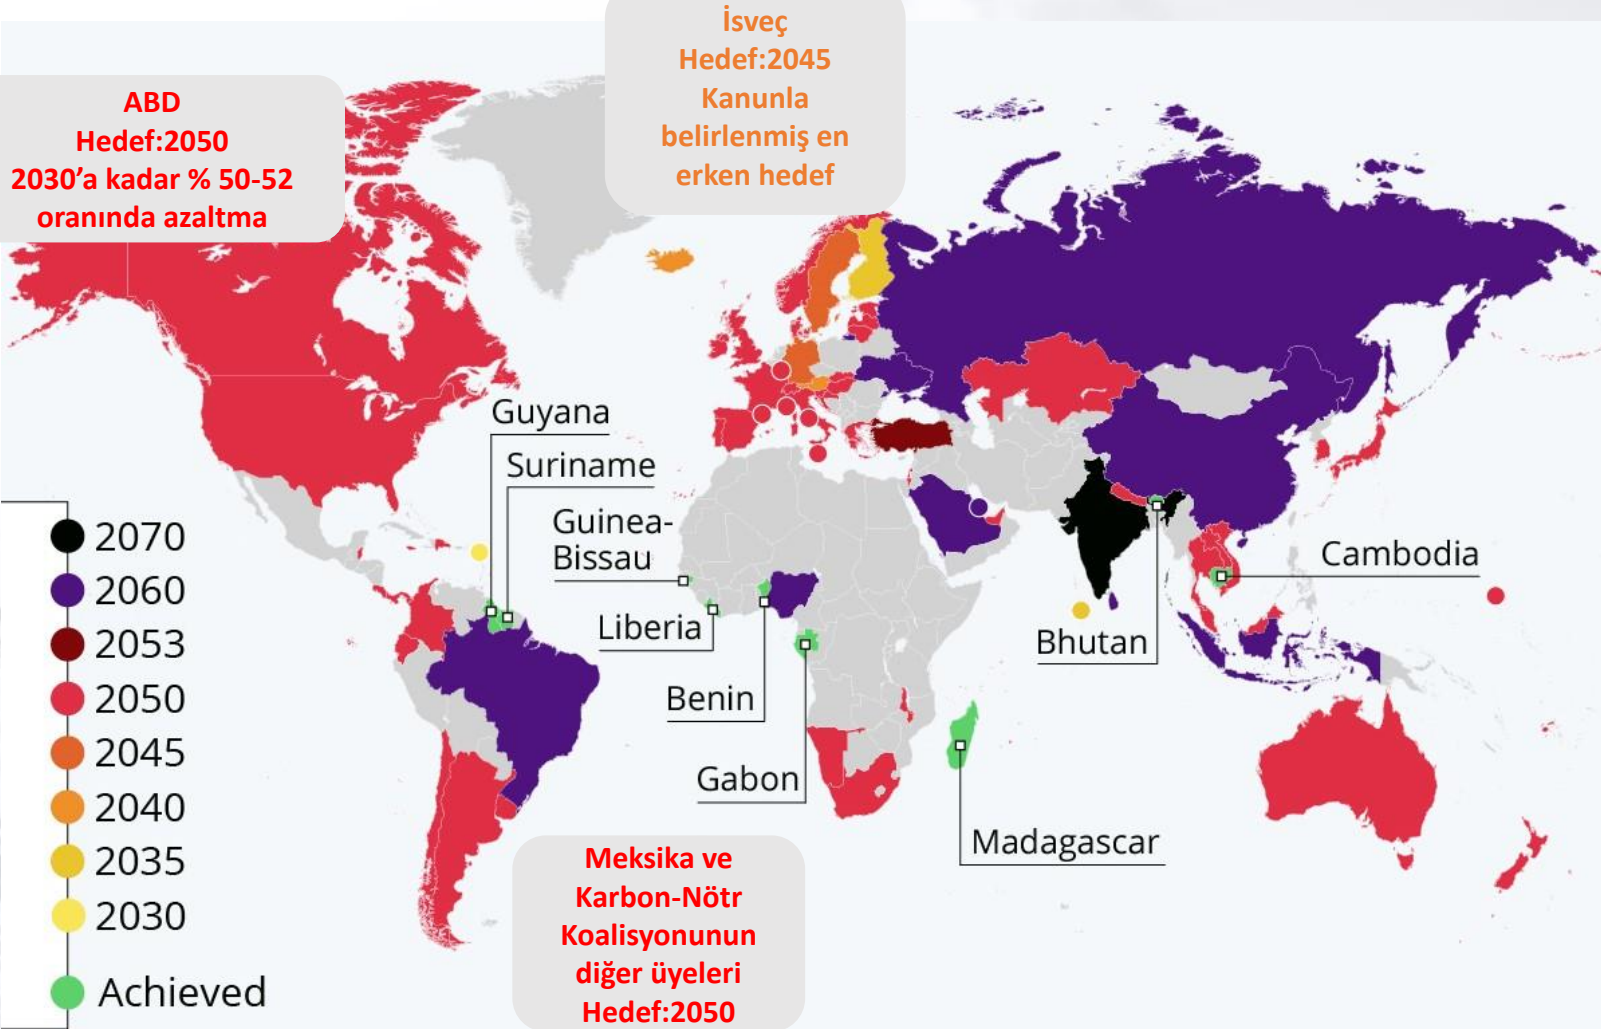 İsveç
Hedef:2045
Kanunla
belirlenmiş en
erken hedef
ABD
Hedef:2050
2030’a kadar % 50-52
oranında azaltma
Guyana
Suriname
Guinea-
Bissau
Liberia
Benin
Gabon
Madagascar
Bhutan
Cambodia
2070
2060
2053
2050
2045
2040
2035
2030
Achieved
Meksika ve
Karbon-Nötr
Koalisyonunun
diğer üyeleri
Hedef:2050